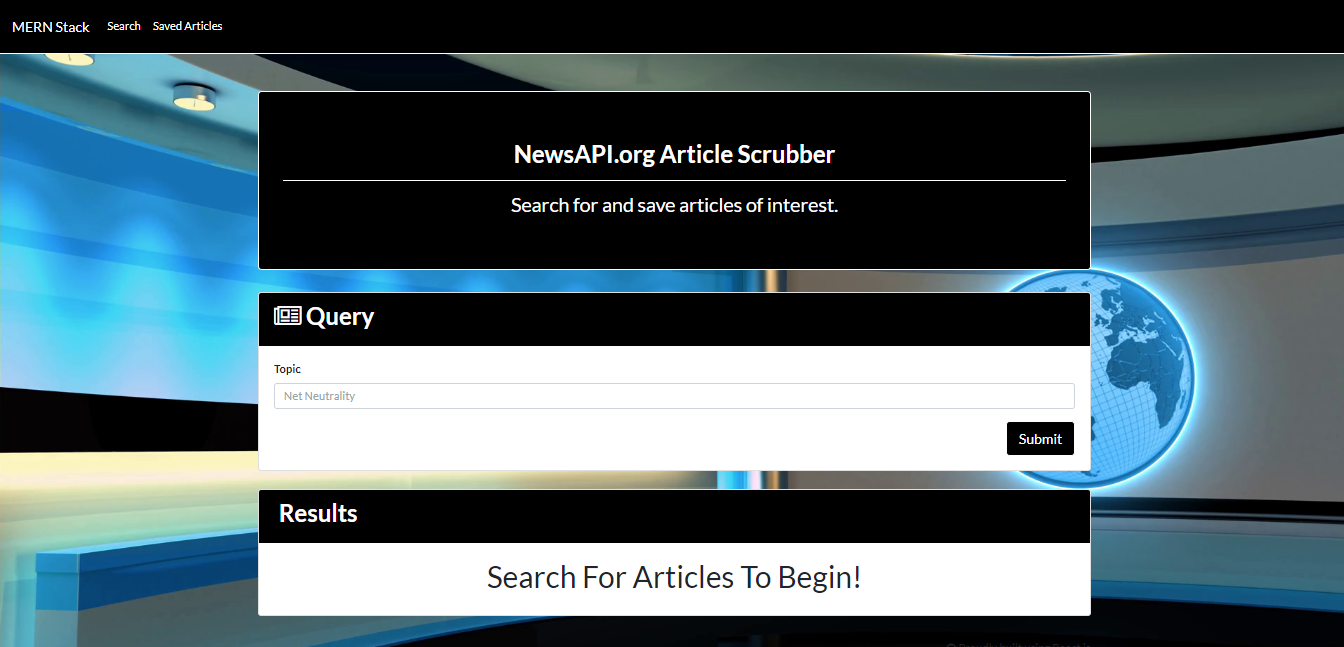 MERN Stack Search Saved Articles
NewsAPI.org Article Scrubber
Search for and save articles of interest.
Query
Topic
Net Neutrality
Submit
Results
Search For Articles To Begin!